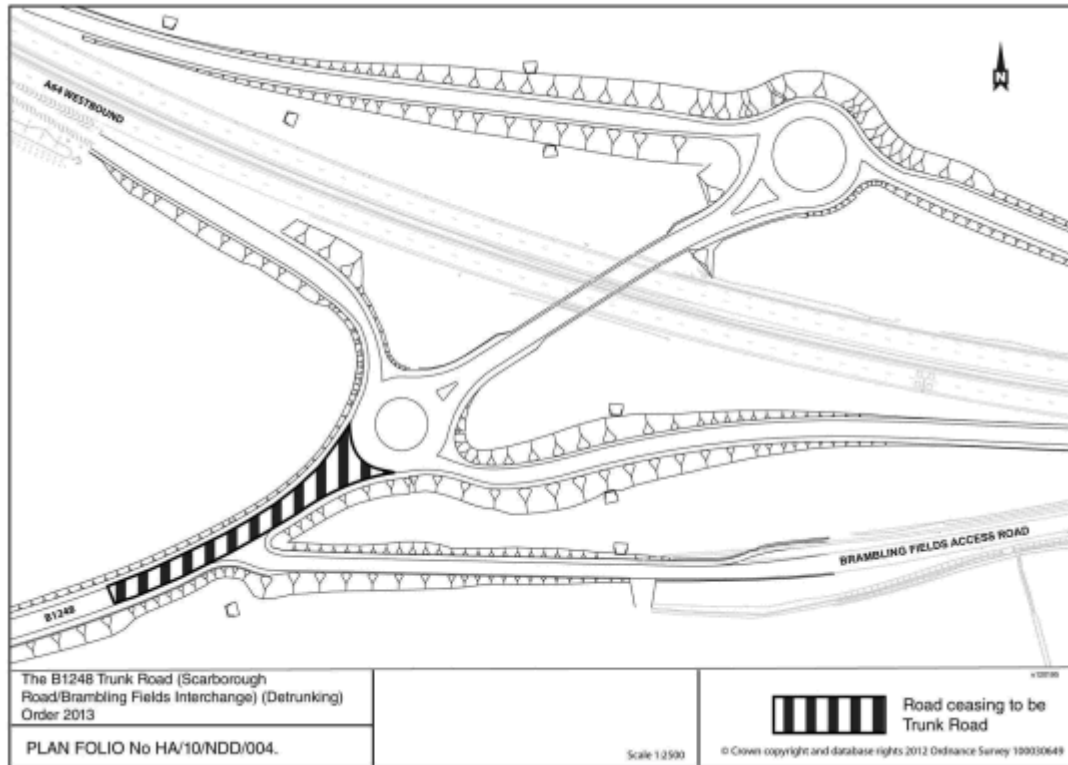 N
A64 WESTBOUND
BRAMBLING FIELDS ACCESS ROAD
B1248
The B1248 Trunk Road (Scarborough
Road/Brambling Fields Interchange) (Detrunking)
Order 2013
PLAN FOLIO No HA/10/NDD/004.
Scale 1:2500
Road ceasing to be
Trunk Road
© Crown copyright and database rights 2012 Ordnance Survey 100030649